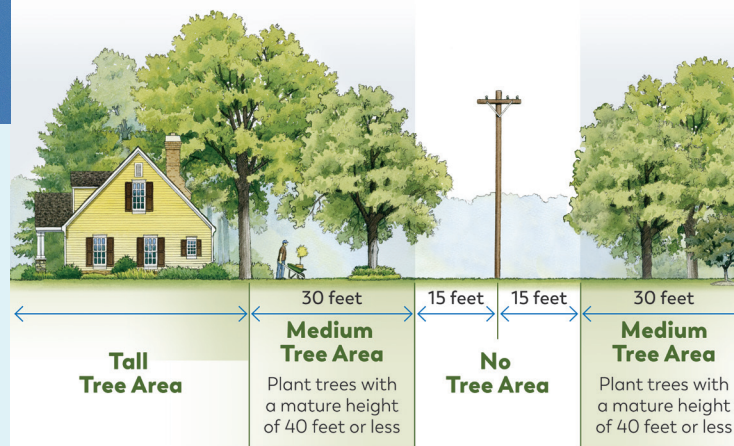 30 feet
15 feet
15 feet
30 feet
Tall
Tree Area
Medium
Tree Area
Plant trees with
a mature height
of 40 feet or less
No
Tree Area
Medium
Tree Area
Plant trees with
a mature height
of 40 feet or less